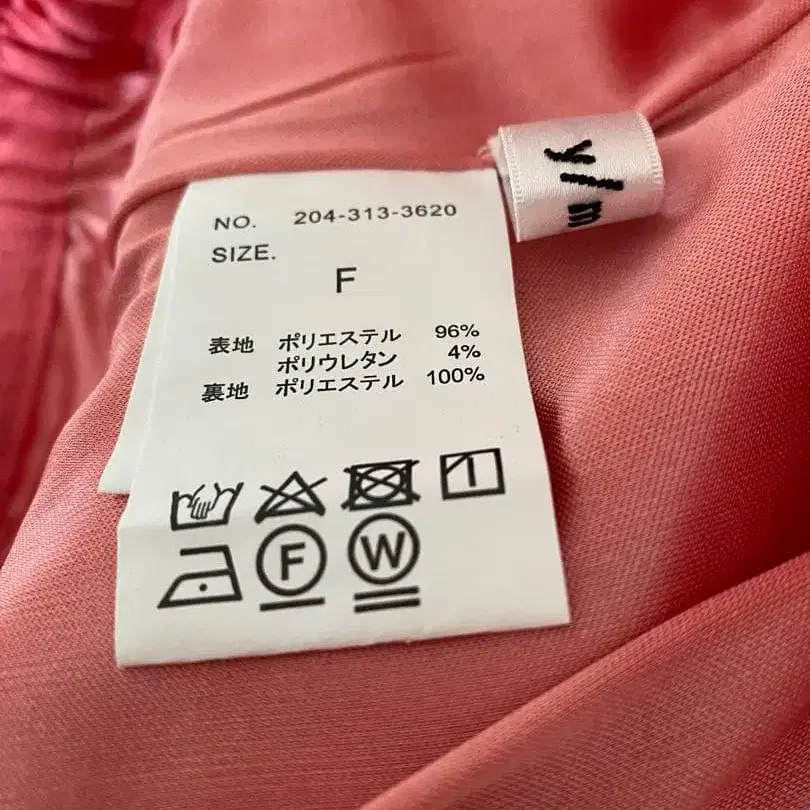 NO. 204-313-3620
SIZE.
F
表地 ポリエステル 96%
ポリウレタン 4%
裏地 ポリエステル 100%
F W
y/m